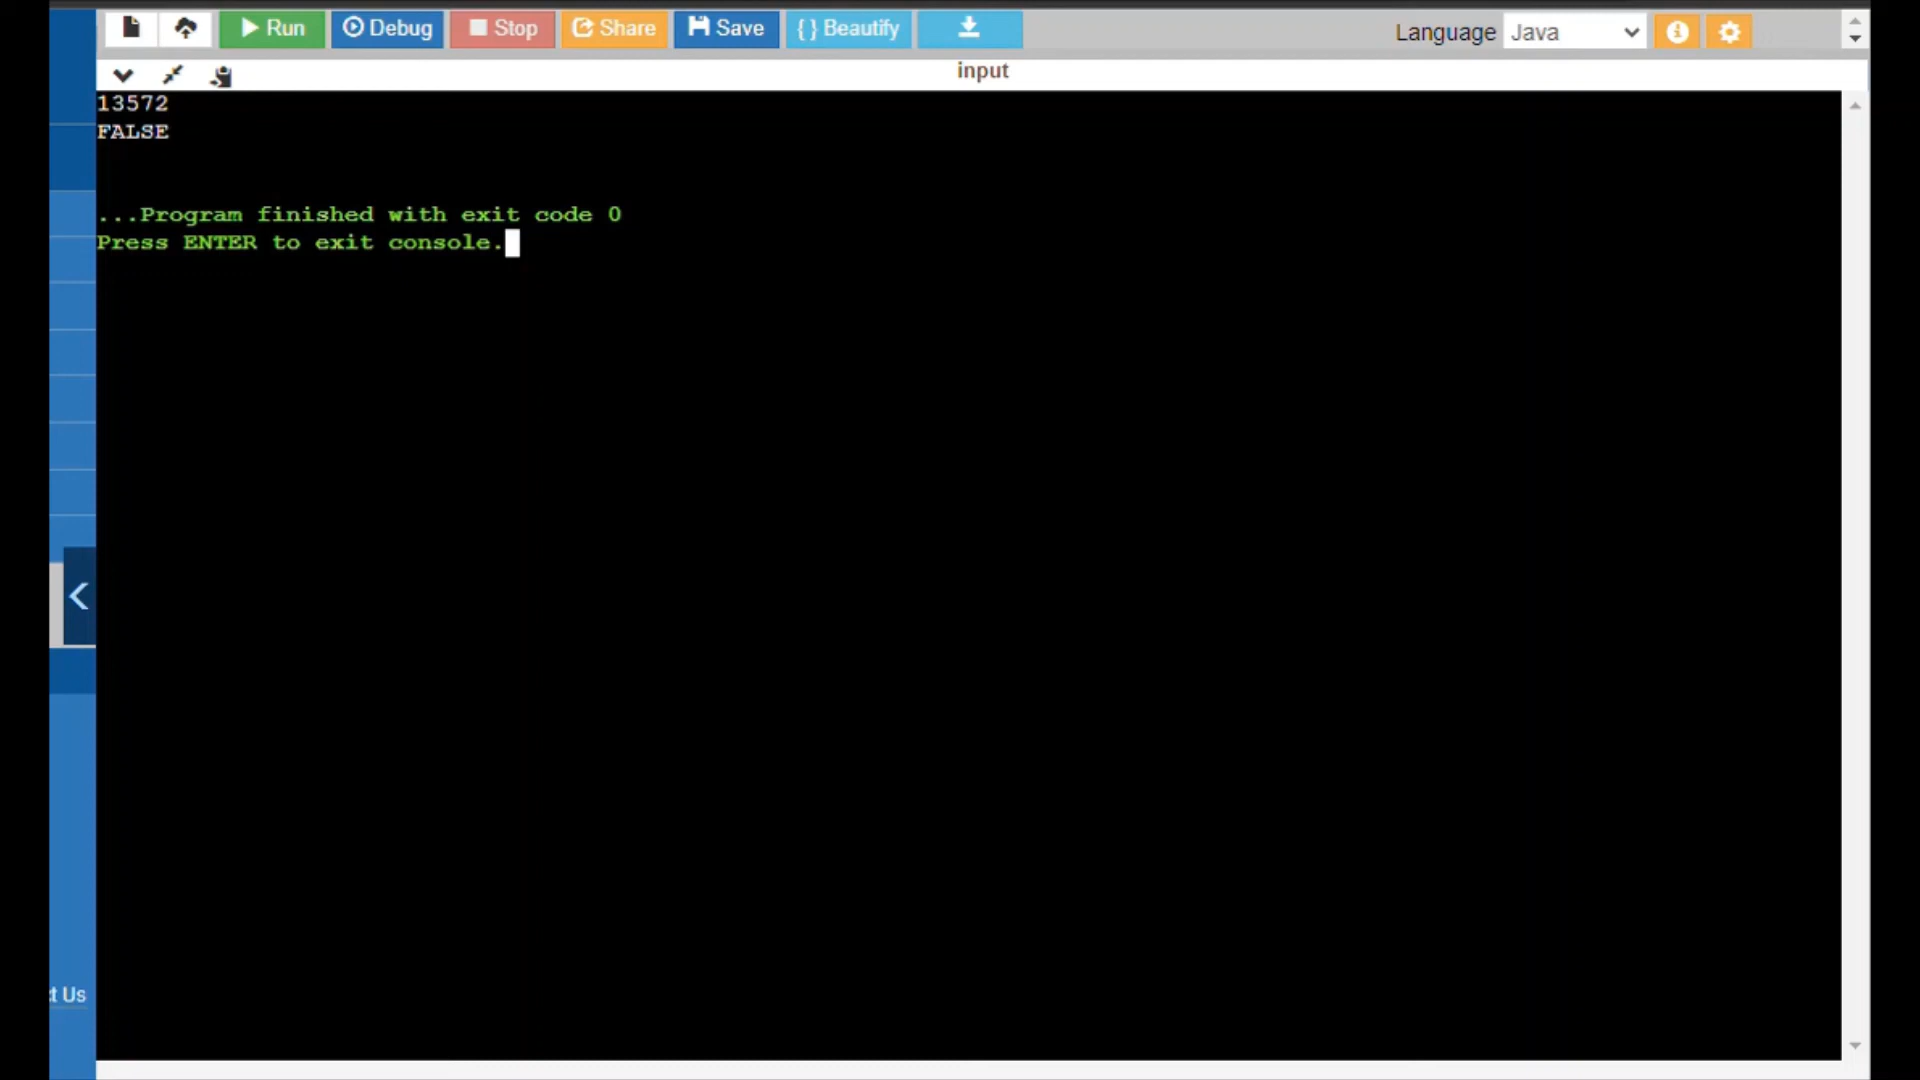 Run Debug Stop Share Save { } Beautify Language Java
input
13572
FALSE
...Program finished with exit code 0
Press ENTER to exit console.
t Us